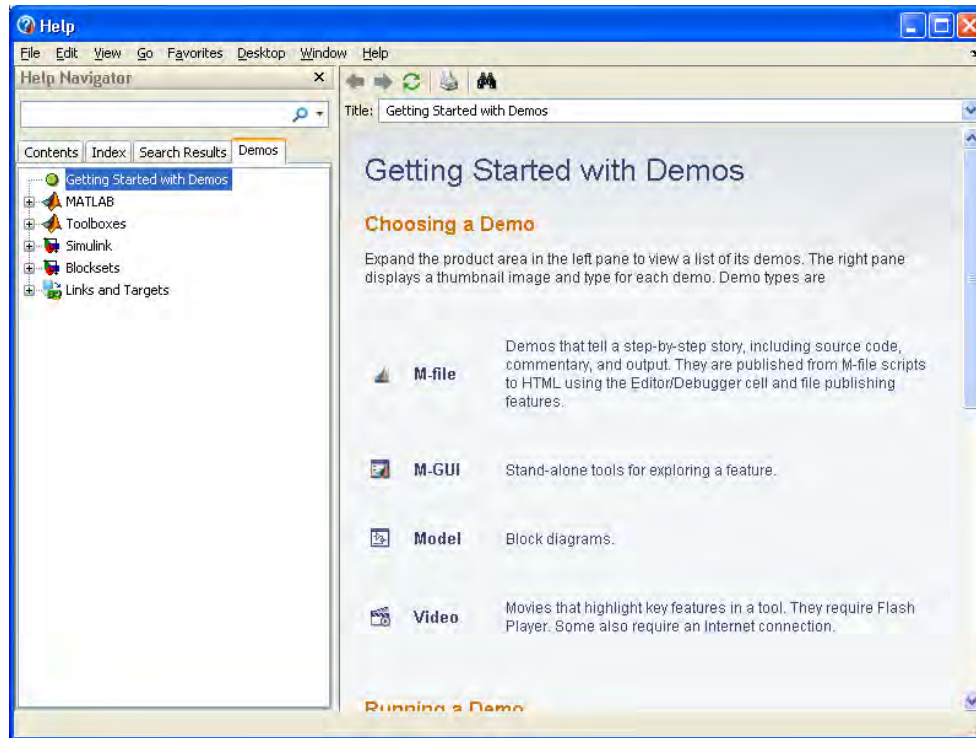 Help
File Edit View Go Favorites Desktop Window Help
Help Navigator
Title: Getting Started with Demos
Contents Index Search Results Demos
Getting Started with Demos
MATLAB
Toolboxes
Simulink
Blocksets
Links and Targets
Getting Started with Demos
Choosing a Demo
Expand the product area in the left pane to view a list of its demos. The right pane
displays a thumbnail image and type for each demo. Demo types are
M-file
Demos that tell a step-by-step story, including source code,
commentary, and output. They are published from M-file scripts
to HTML using the Editor/Debugger cell and file publishing
features.
M-GUI
Stand-alone tools for exploring a feature.
Model
Block diagrams.
Video
Movies that highlight key features in a tool. They require Flash
Player. Some also require an Internet connection.
Running a Demo